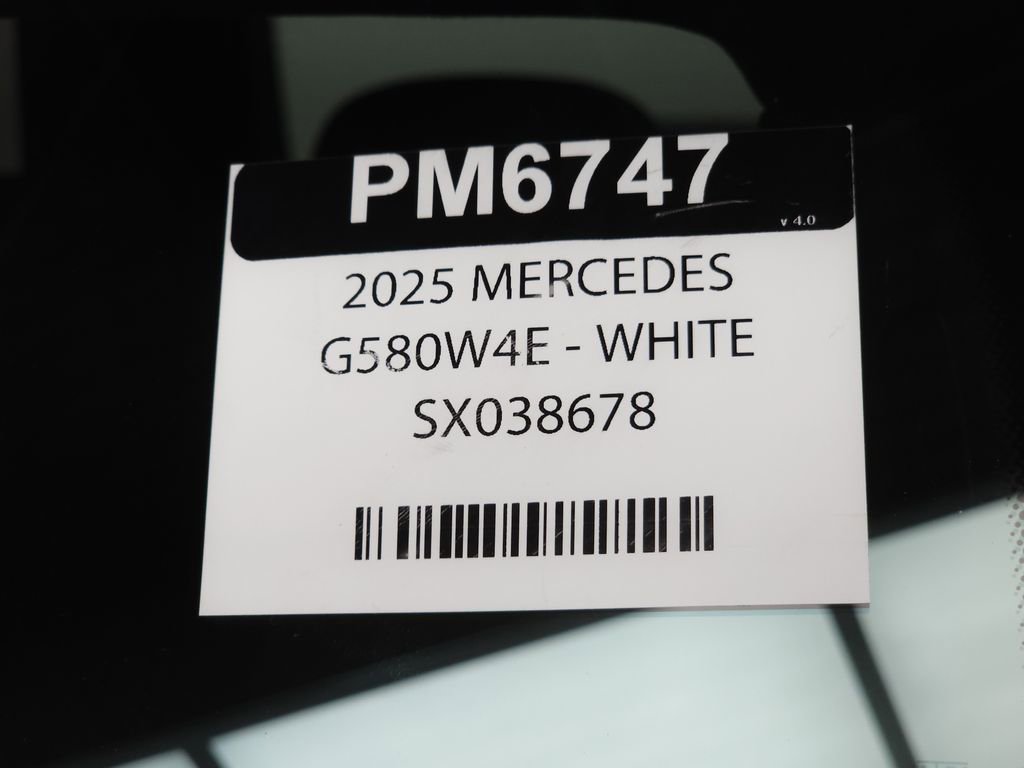 PM6747
v 4.0
2025 MERCEDES
G580W4E - WHITE
SX038678